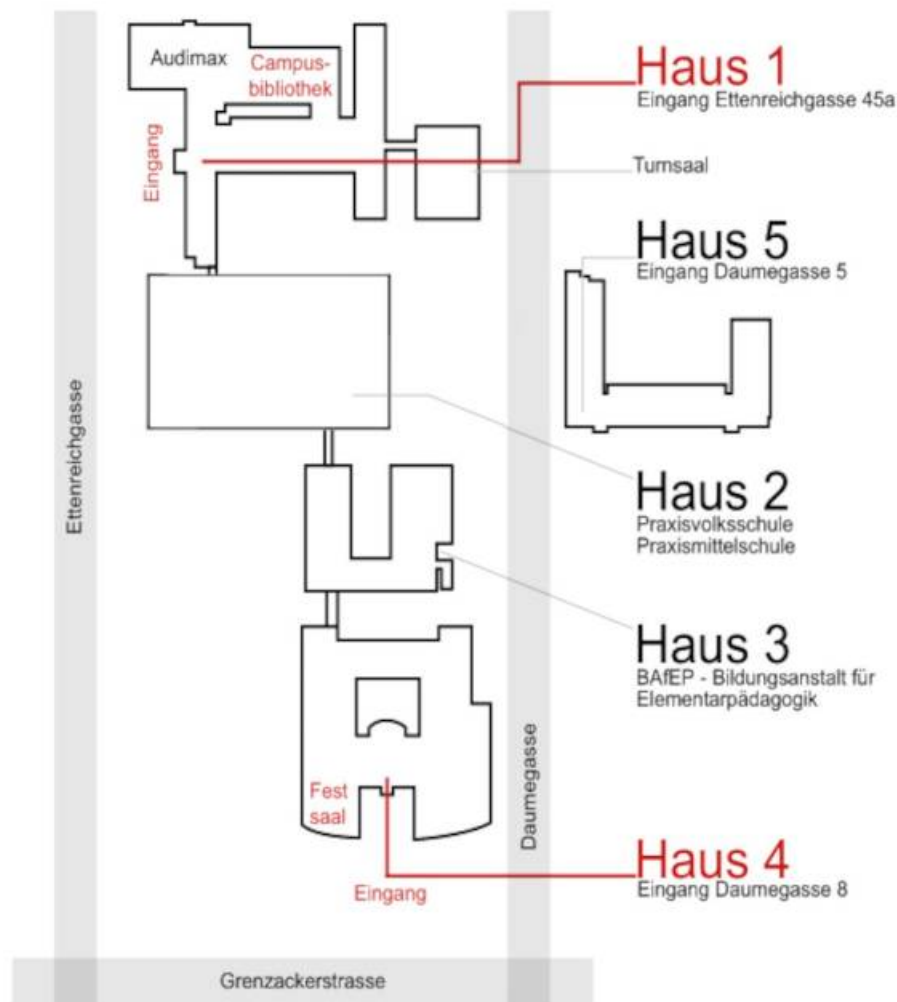 Audimax
Campus-
bibliothek
Eingang
Haus 1
Eingang Ettenreichgasse 45a
Turnsaal
Haus 5
Eingang Daumegasse 5
Ettenreichgasse
Haus 2
Praxisvolksschule
Praxismittelschule
Haus 3
BAfEP - Bildungsanstalt für
Elementarpädagogik
Daumegasse
Fest
saal
Eingang
Haus 4
Eingang Daumegasse 8
Grenzackerstrasse